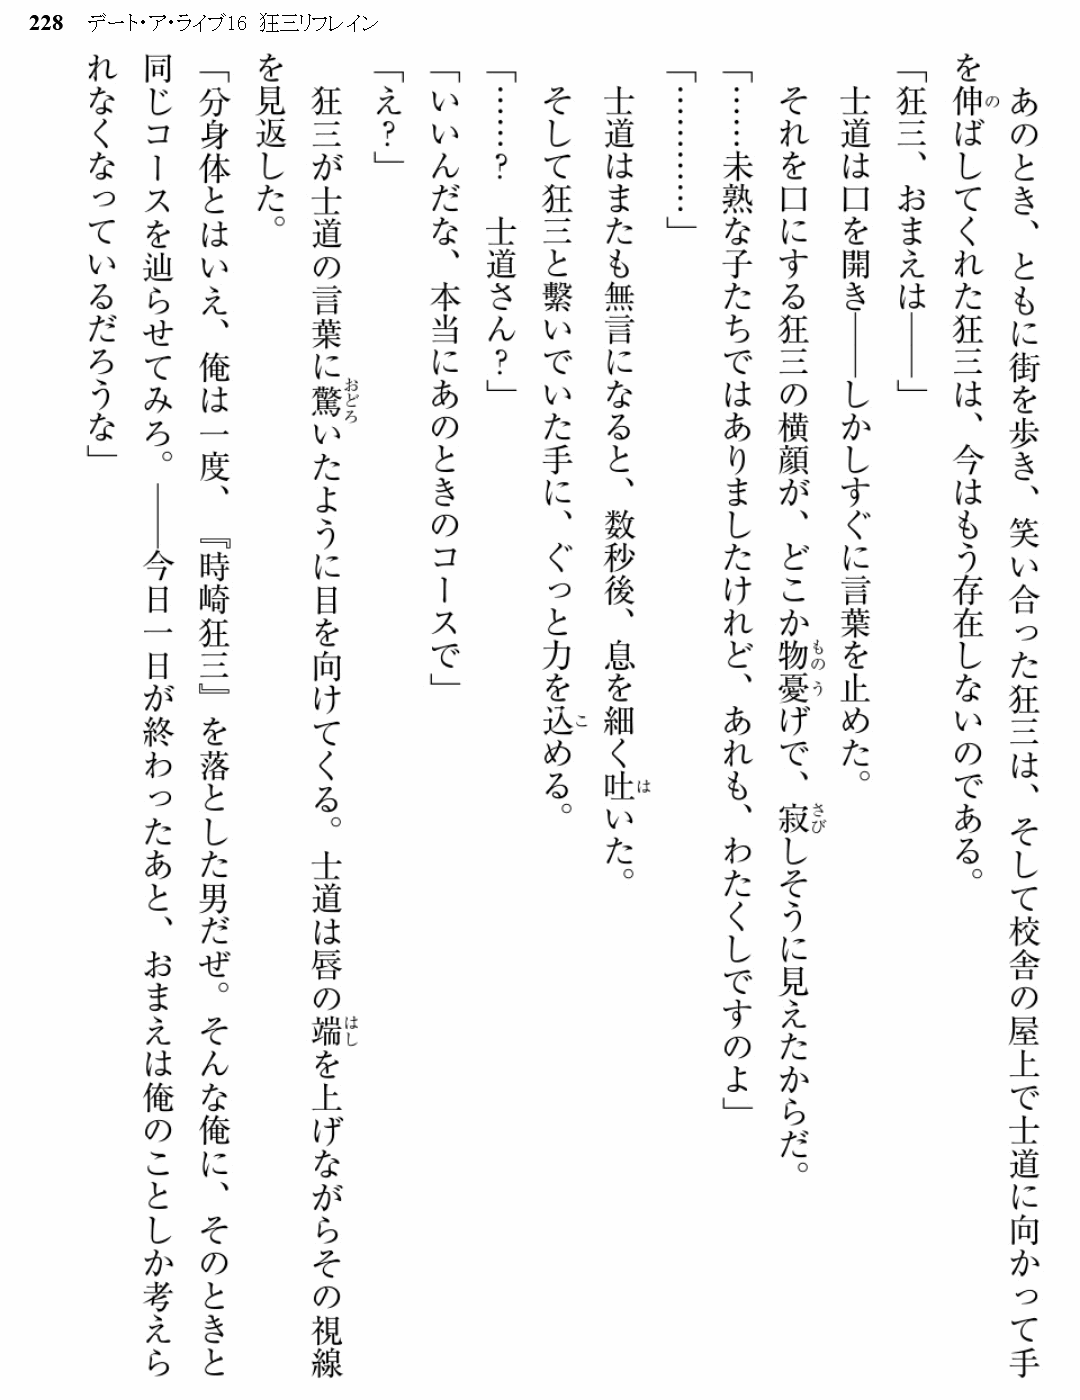 228 デート・ア・ライブ16 狂三リフレイン
あのとき、ともに街を歩き、笑い合った狂三は、そして校舎の屋上で士道に向かって手
を伸ばしてくれた狂三は、今はもう存在しないのである。
「狂三、おまえは――」
士道は口を開き――しかしすぐに言葉を止めた。
それを口にする狂三の横顔が、どこか物憂げで、寂しそうに見えたからだ。
「……未熟な子たちではありましたけれど、あれも、わたくしですのよ」
「…………」
士道はまたも無言になると、数秒後、息を細く吐いた。
そして狂三と繫いでいた手に、ぐっと力を込める。
「……? 士道さん?」
「いいんだな、本当にあのときのコースで」
「え?」
狂三が士道の言葉に驚いたように目を向けてくる。士道は唇の端を上げながらその視線
を見返した。
「分身体とはいえ、俺は一度、『時崎狂三』を落とした男だぜ。そんな俺に、そのときと
同じコースを辿らせてみろ。――今日一日が終わったあと、おまえは俺のことしか考えら
れなくなっているだろうな」